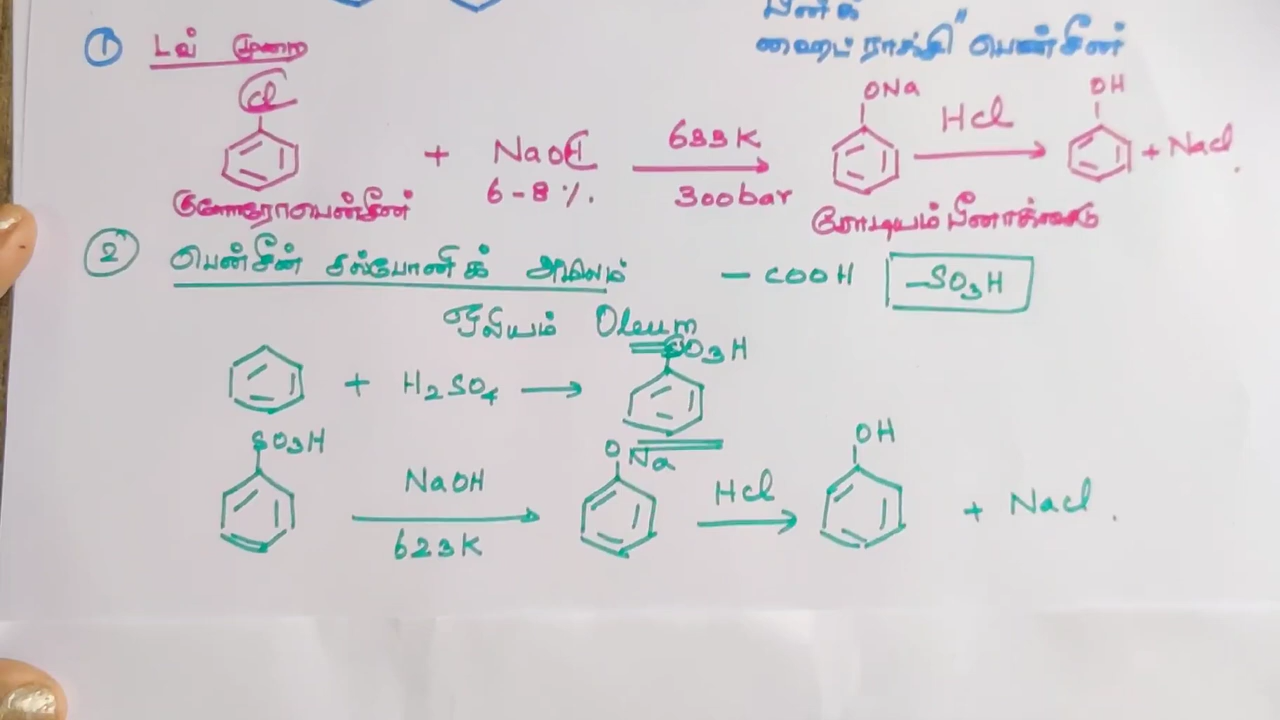 ஹைட்ராக்சி" பென்சீன்
① டவ் முறை
Cl ONa OH
+ NaOH 633K HCl + NaCl.
6-8%. 300bar
குளோரோபென்சீன் சோடியம் பீனாக்சைடு
② பென்சீன் சல்போனிக் அமிலம் - COOH -SO₃H
ஓலியம் Oleum
SO₃H
+ H₂SO₄ →
SO₃H ONa OH
NaOH HCl + NaCl.
623K